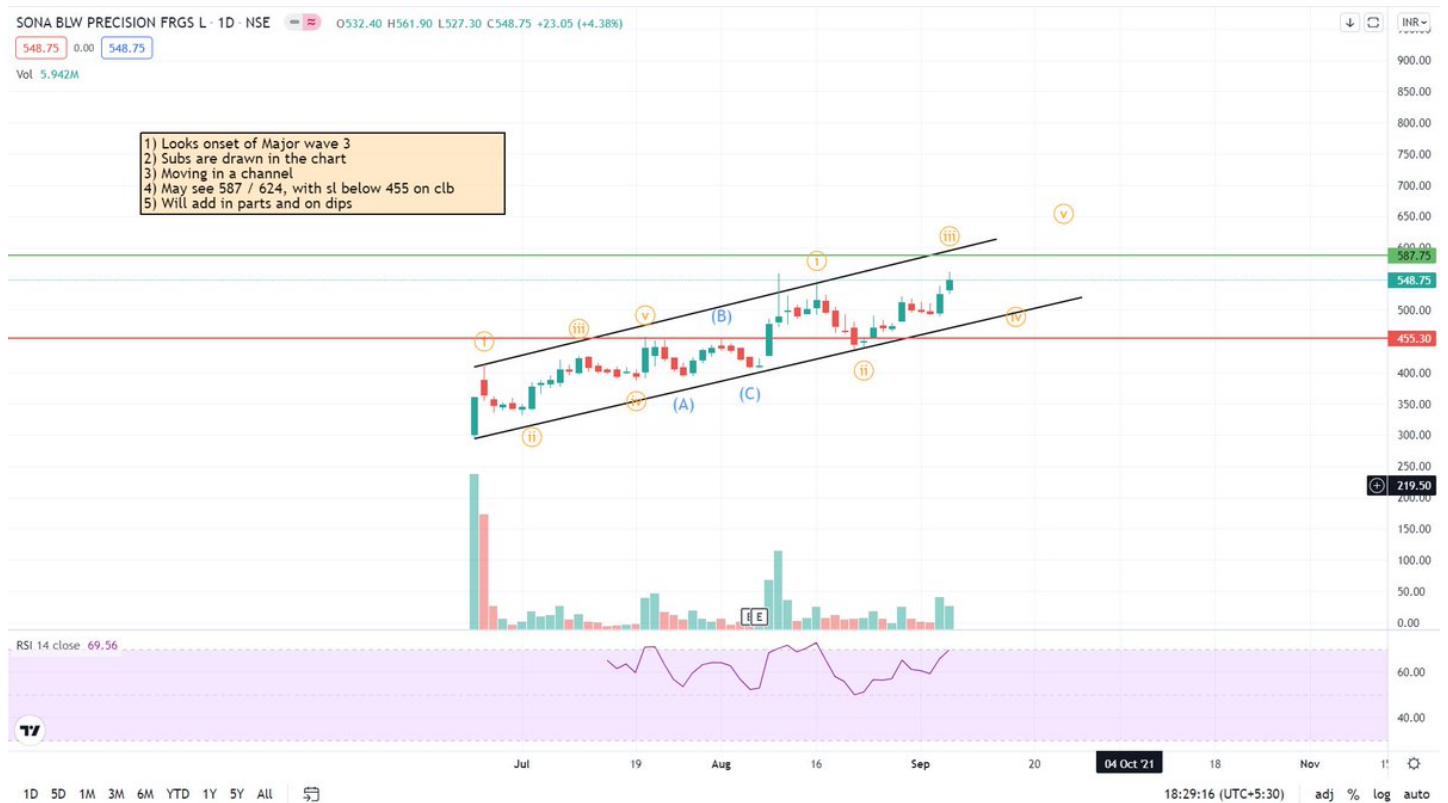 SONA BLW PRECISION FRGS L · 1D · NSE O532.40 H561.90 L527.30 C548.75 +23.05 (+4.38%)
INR
548.75 0.00 548.75
Vol 5.942M
1) Looks onset of Major wave 3
2) Subs are drawn in the chart
3) Moving in a channel
4) May see 587 / 624, with sl below 455 on clb
5) Will add in parts and on dips
900.00
850.00
800.00
750.00
700.00
650.00
600.00
587.75
548.75
500.00
455.30
400.00
350.00
300.00
250.00
219.50
200.00
150.00
100.00
50.00
0.00
i
ii
iii
iv
v
(A)
(B)
(C)
i
ii
iii
iv
v
E
RSI 14 close 69.56
60.00
40.00
Jul 19 Aug 16 Sep 20 04 Oct '21 18 Nov
1D 5D 1M 3M 6M YTD 1Y 5Y All 18:29:16 (UTC+5:30) adj % log auto